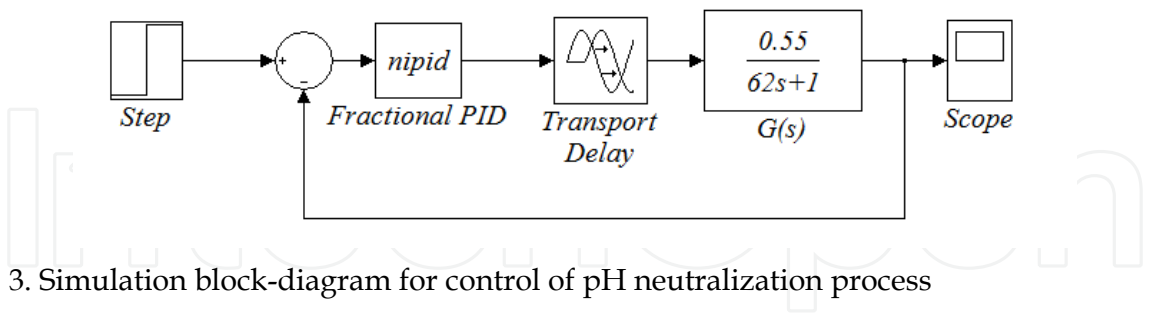 +
−
nipid
0.55
62s+1
Step
Fractional PID
Transport
Delay
G(s)
Scope
3. Simulation block-diagram for control of pH neutralization process